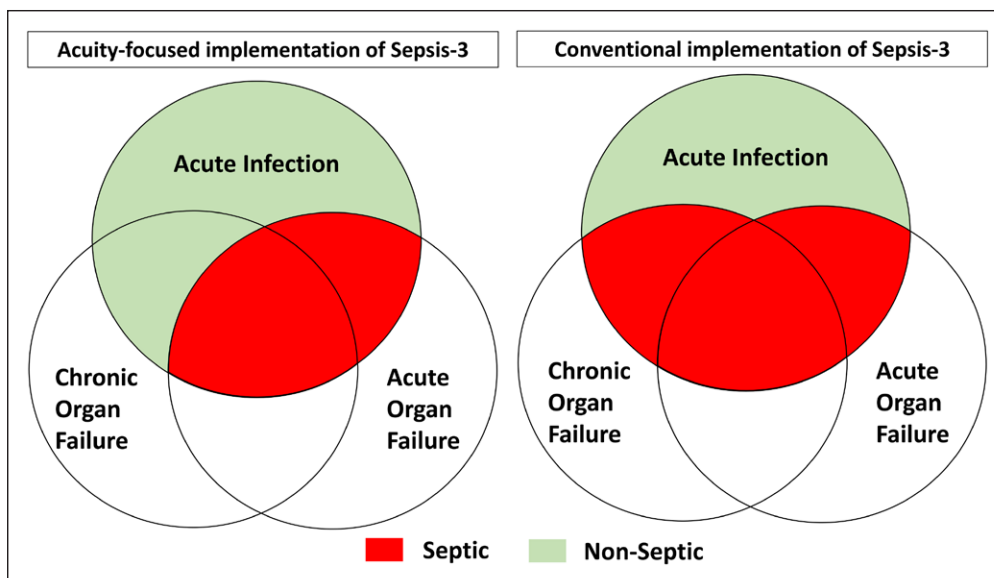 Acuity-focused implementation of Sepsis-3
Acute Infection
Chronic
Organ
Failure
Acute
Organ
Failure
Conventional implementation of Sepsis-3
Acute Infection
Chronic
Organ
Failure
Acute
Organ
Failure
Septic
Non-Septic